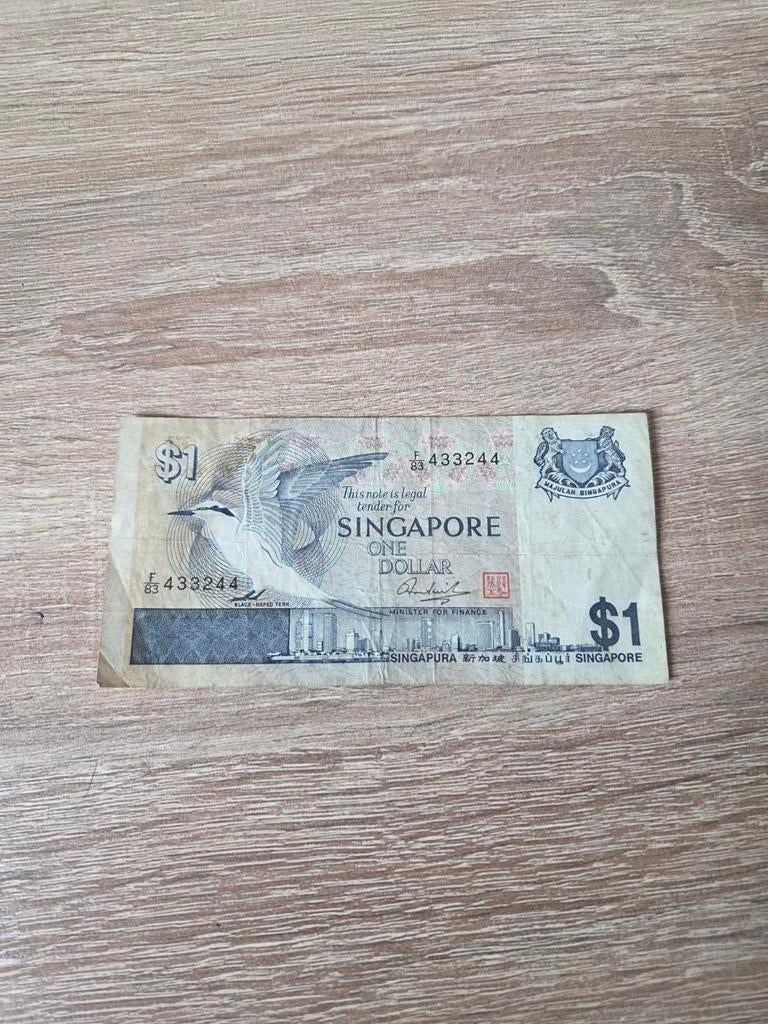 $1
F/83 433244
MAJULAH SINGAPURA
This note is legal
tender for
SINGAPORE
ONE
DOLLAR
F/83 433244
BLACK-NAPED TERN
MINISTER FOR FINANCE
$1
SINGAPURA 新加坡 சிங்கப்பூர் SINGAPORE